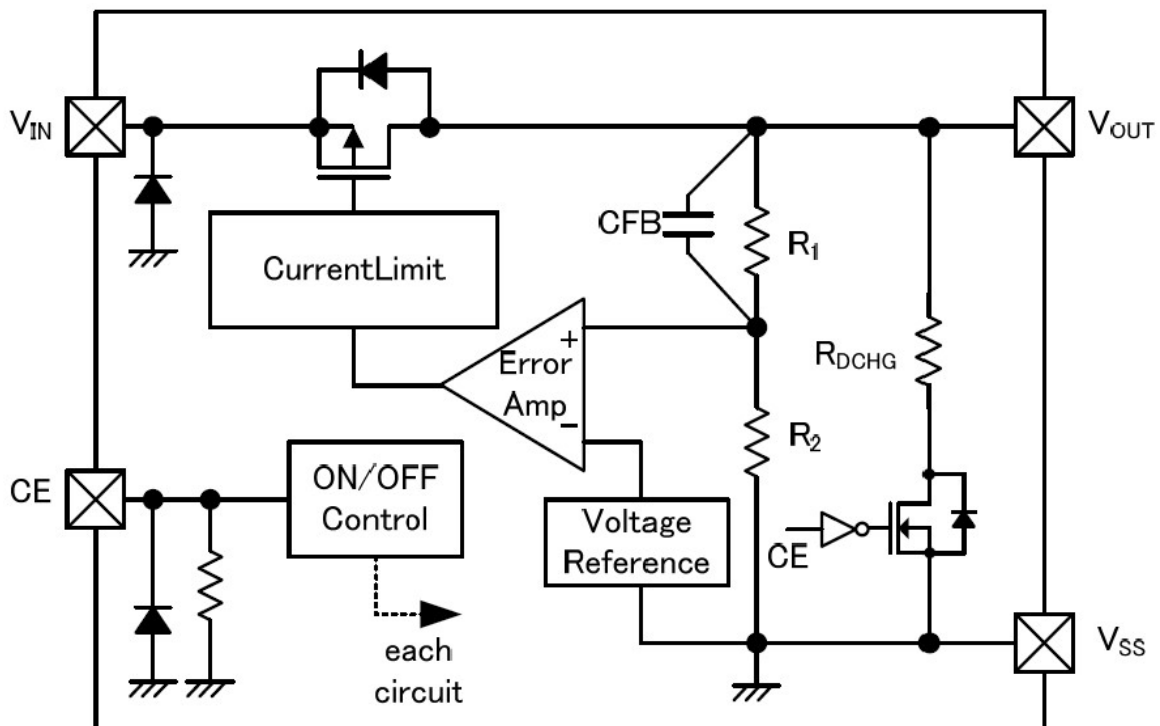 VIN
VOUT
CFB
R1
CurrentLimit
RDCHG
+
Error
Amp
−
R2
CE
ON/OFF
Control
Voltage
Reference
CE
each
circuit
VSS